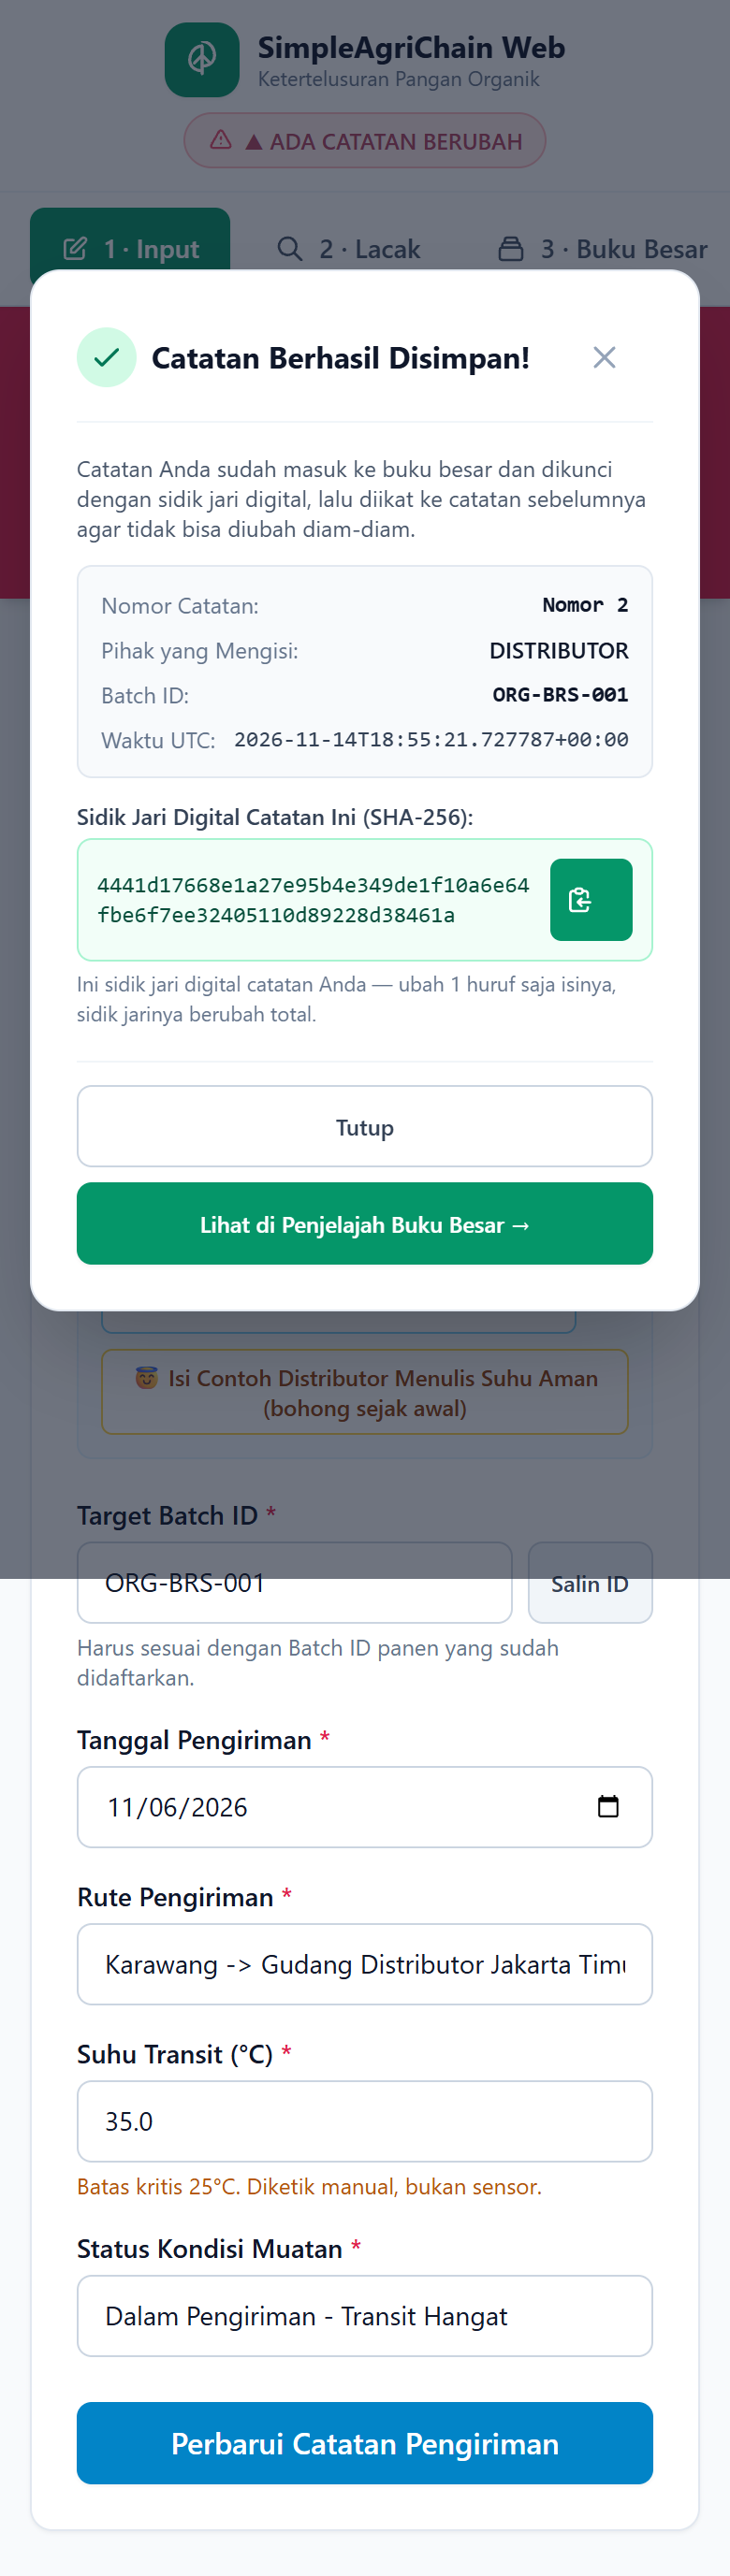 SimpleAgriChain Web
Ketertelusuran Pangan Organik
▲ ADA CATATAN BERUBAH
1 · Input
2 · Lacak
3 · Buku Besar
Catatan Berhasil Disimpan!
Catatan Anda sudah masuk ke buku besar dan dikunci
dengan sidik jari digital, lalu diikat ke catatan sebelumnya
agar tidak bisa diubah diam-diam.
Nomor Catatan: Nomor 2
Pihak yang Mengisi: DISTRIBUTOR
Batch ID: ORG-BRS-001
Waktu UTC: 2026-11-14T18:55:21.727787+00:00
Sidik Jari Digital Catatan Ini (SHA-256):
4441d17668e1a27e95b4e349de1f10a6e64
fbe6f7ee32405110d89228d38461a
Ini sidik jari digital catatan Anda — ubah 1 huruf saja isinya,
sidik jarinya berubah total.
Tutup
Lihat di Penjelajah Buku Besar →
😇 Isi Contoh Distributor Menulis Suhu Aman
(bohong sejak awal)
Target Batch ID *
ORG-BRS-001
Salin ID
Harus sesuai dengan Batch ID panen yang sudah
didaftarkan.
Tanggal Pengiriman *
11/06/2026
Rute Pengiriman *
Karawang -> Gudang Distributor Jakarta Timu
Suhu Transit (°C) *
35.0
Batas kritis 25°C. Diketik manual, bukan sensor.
Status Kondisi Muatan *
Dalam Pengiriman - Transit Hangat
Perbarui Catatan Pengiriman